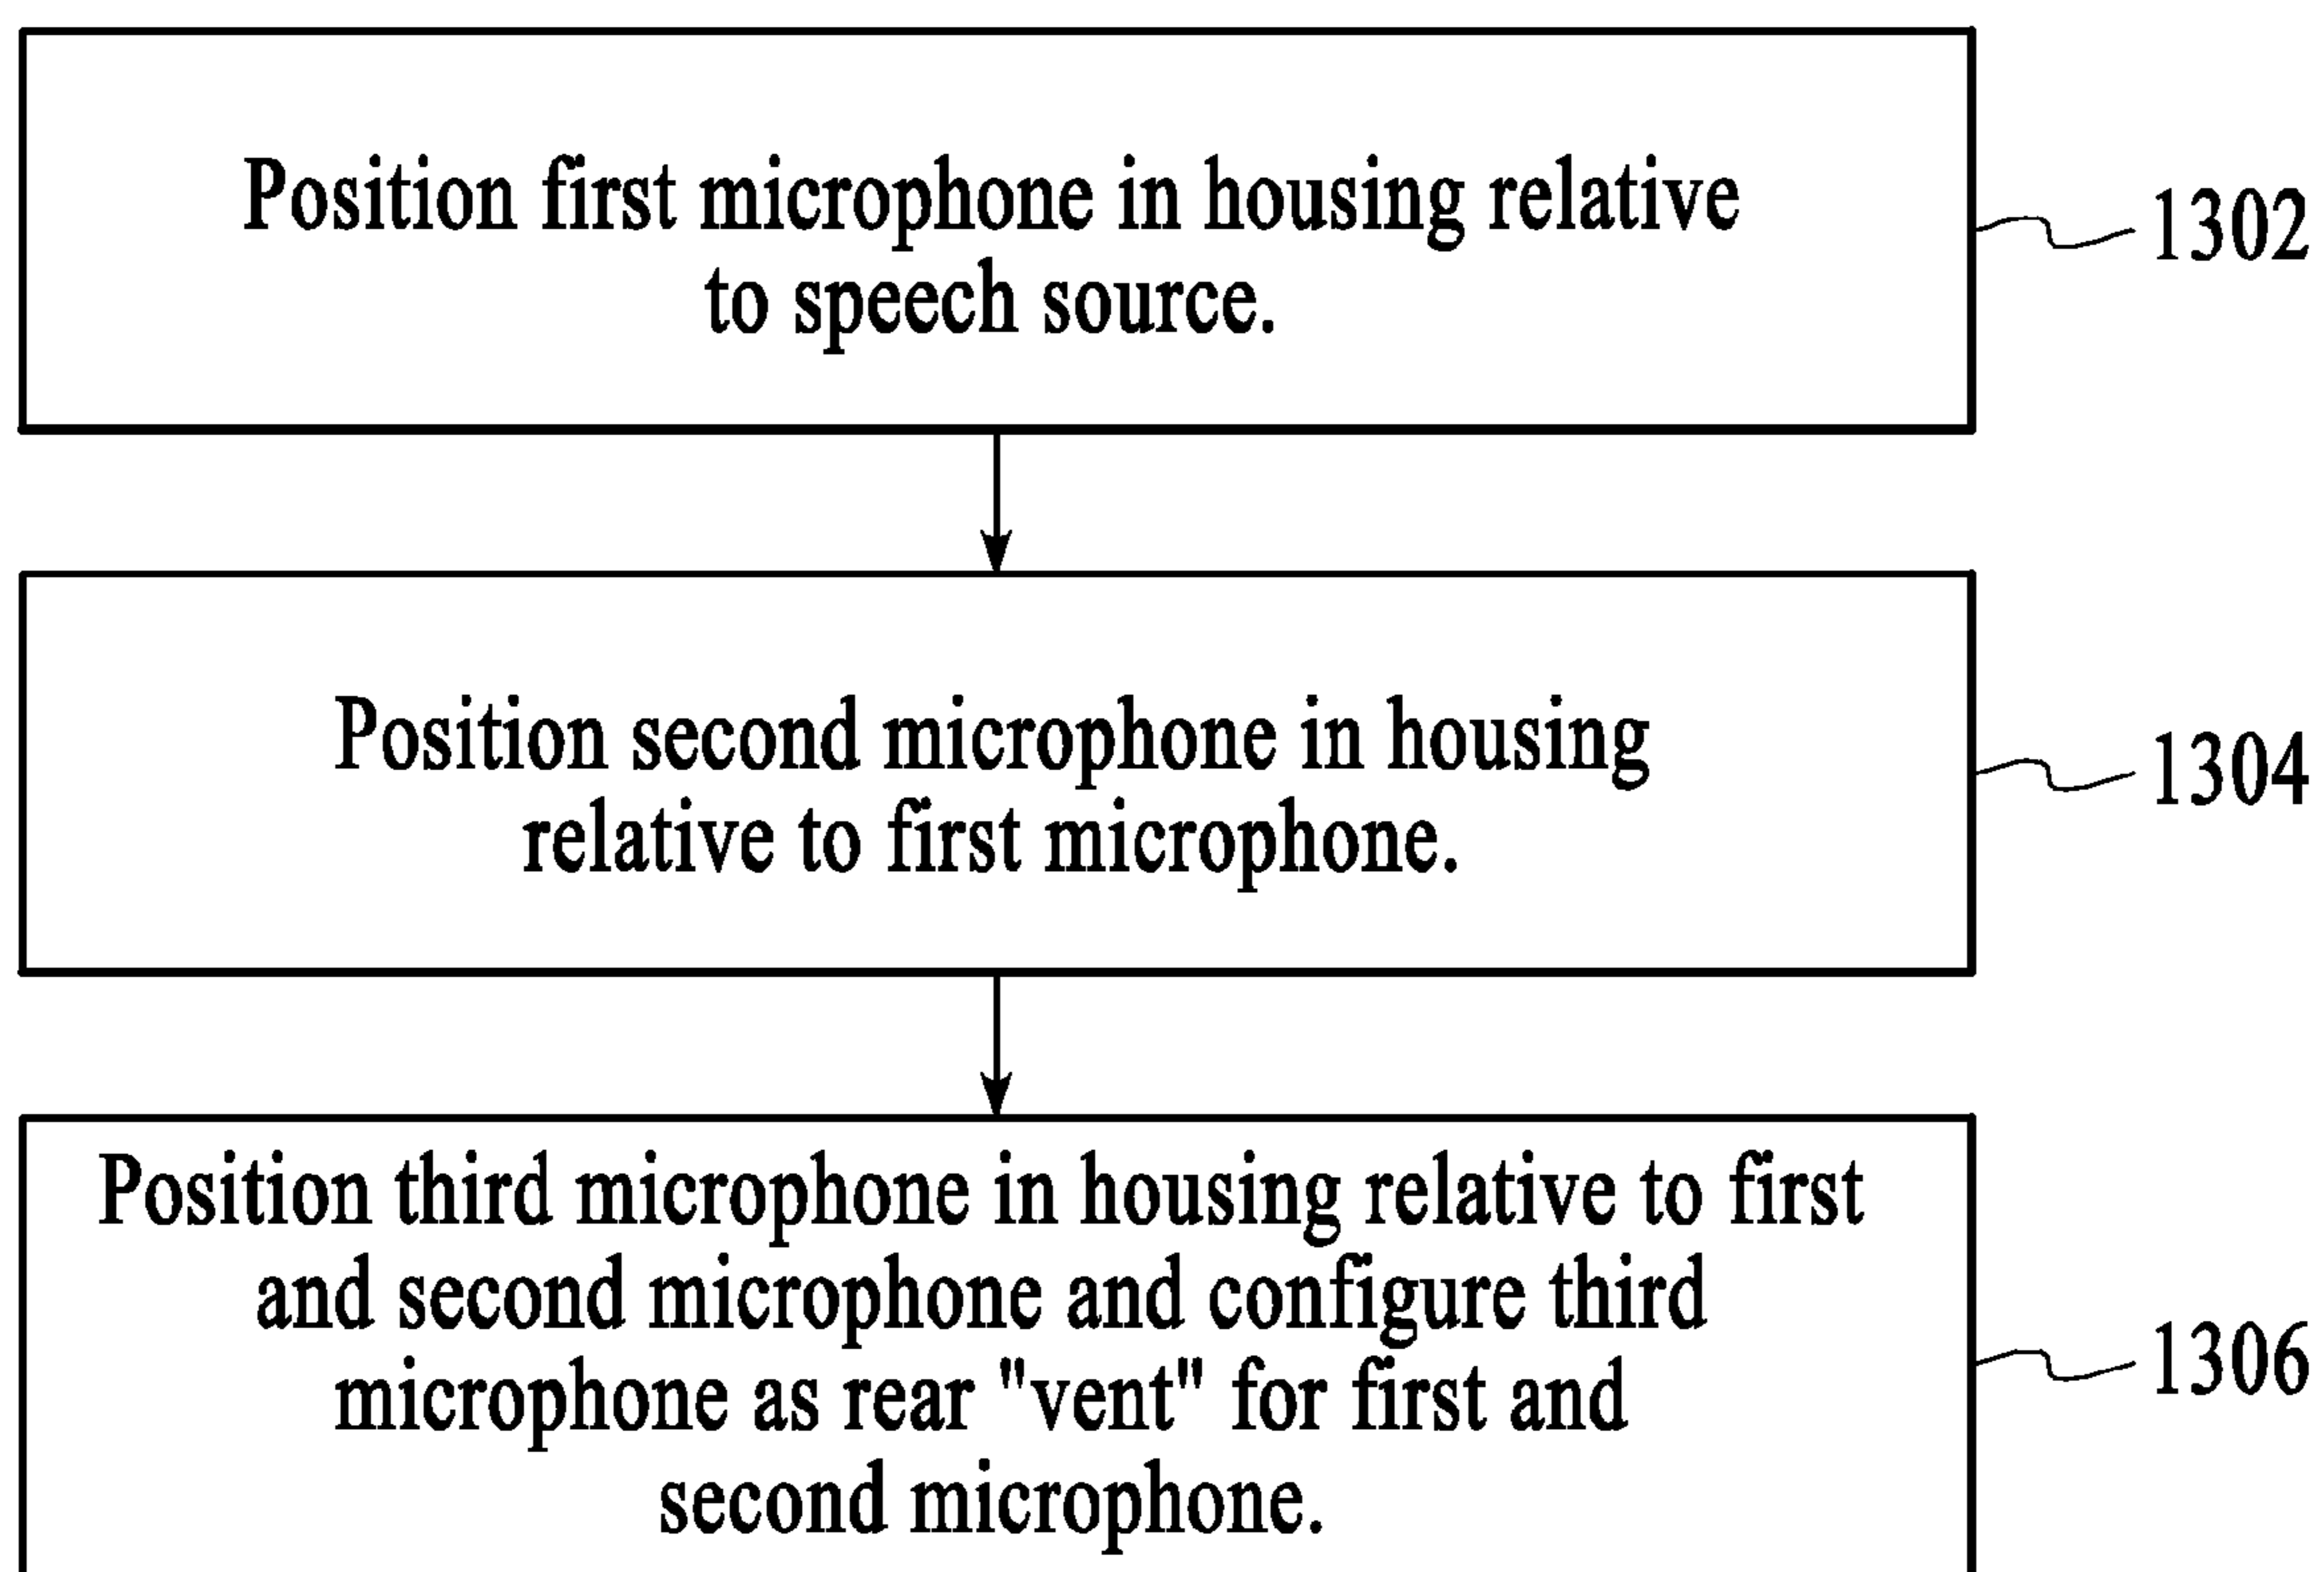 Position first microphone in housing relative
to speech source.
1302
Position second microphone in housing
relative to first microphone.
1304
Position third microphone in housing relative to first
and second microphone and configure third
microphone as rear "vent" for first and
second microphone.
1306